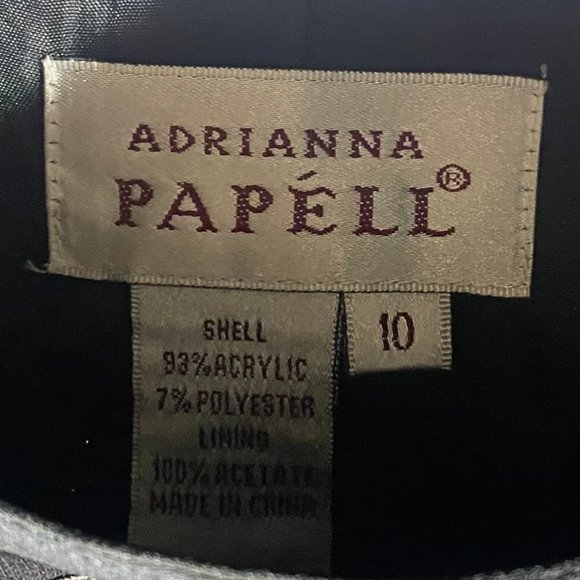 ADRIANNA
PAPÉLL®
10
SHELL
93% ACRYLIC
7% POLYESTER
LINING
100% ACETATE
MADE IN CHINA